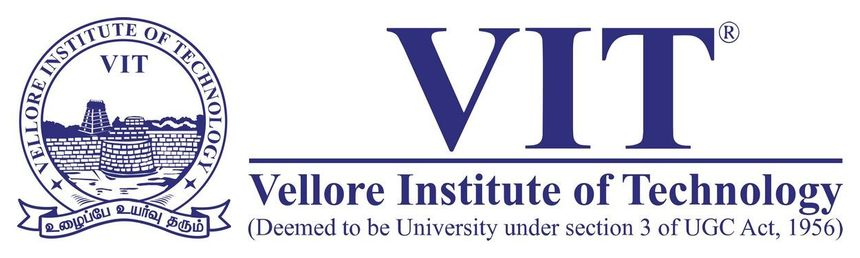 VELLORE INSTITUTE OF TECHNOLOGY
VIT
உழைப்பே உயர்வு தரும்
VIT®
Vellore Institute of Technology
(Deemed to be University under section 3 of UGC Act, 1956)